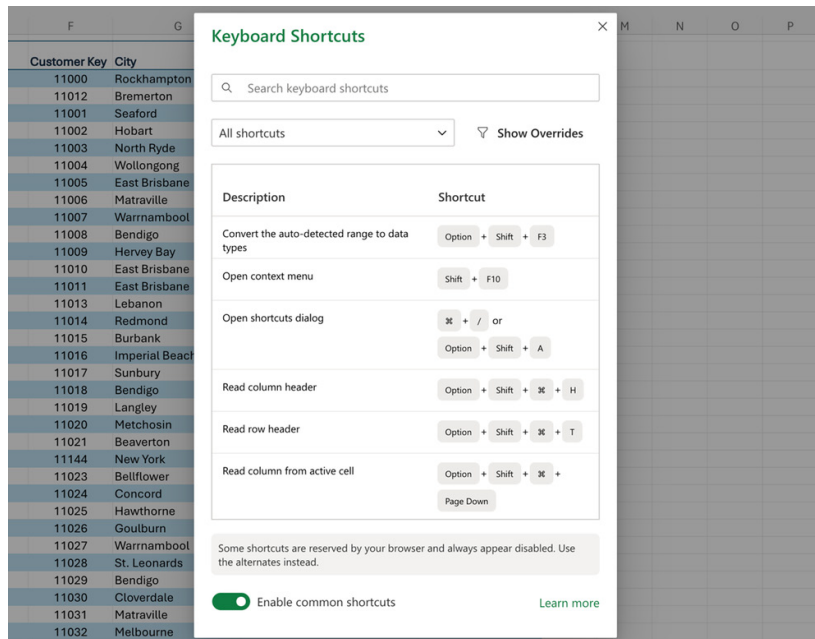 F G M N O P
Keyboard Shortcuts
Search keyboard shortcuts
All shortcuts Show Overrides
Description Shortcut
Convert the auto-detected range to data
types
Option + Shift + F3
Open context menu Shift + F10
Open shortcuts dialog ⌘ + / or
Option + Shift + A
Read column header Option + Shift + ⌘ + H
Read row header Option + Shift + ⌘ + T
Read column from active cell Option + Shift + ⌘ +
Page Down
Some shortcuts are reserved by your browser and always appear disabled. Use
the alternates instead.
Enable common shortcuts Learn more
Customer Key City
11000 Rockhampton
11012 Bremerton
11001 Seaford
11002 Hobart
11003 North Ryde
11004 Wollongong
11005 East Brisbane
11006 Matraville
11007 Warrnambool
11008 Bendigo
11009 Hervey Bay
11010 East Brisbane
11011 East Brisbane
11013 Lebanon
11014 Redmond
11015 Burbank
11016 Imperial Beach
11017 Sunbury
11018 Bendigo
11019 Langley
11020 Metchosin
11021 Beaverton
11144 New York
11023 Bellflower
11024 Concord
11025 Hawthorne
11026 Goulburn
11027 Warrnambool
11028 St. Leonards
11029 Bendigo
11030 Cloverdale
11031 Matraville
11032 Melbourne